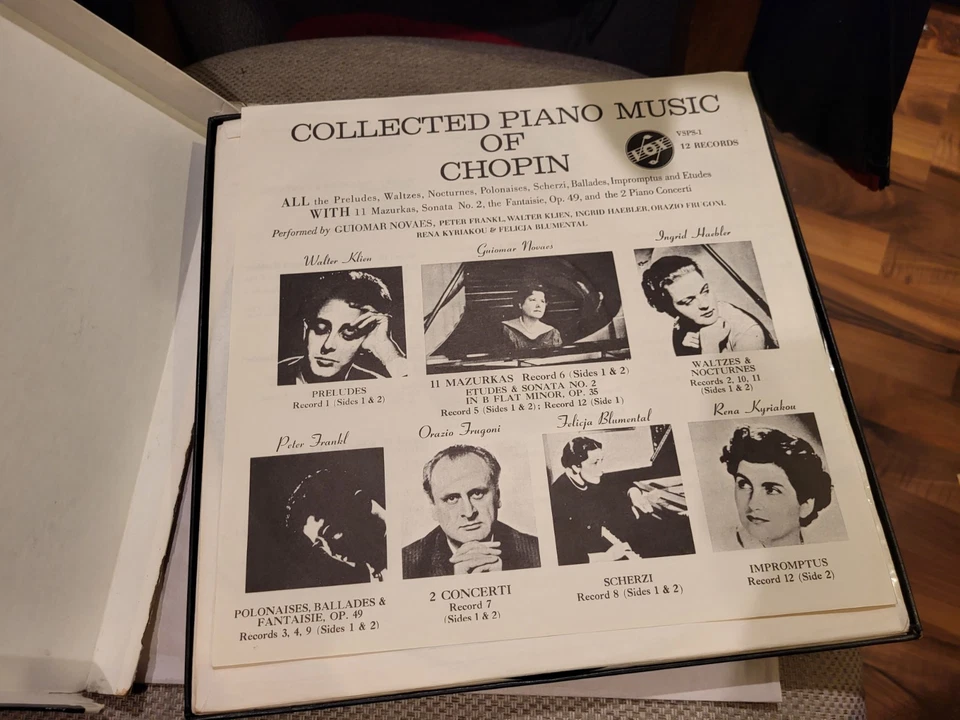 COLLECTED PIANO MUSIC
OF
CHOPIN
VOX
VSPS-1
12 RECORDS
ALL the Preludes, Waltzes, Nocturnes, Polonaises, Scherzi, Ballades, Impromptus and Etudes
WITH 11 Mazurkas, Sonata No. 2, the Fantaisie, Op. 49, and the 2 Piano Concerti
Performed by GUIOMAR NOVAES, PETER FRANKL, WALTER KLIEN, INGRID HAEBLER, ORAZIO FRUGONI,
RENA KYRIAKOU & FELICJA BLUMENTAL
Walter Klien
Guiomar Novaes
Ingrid Haebler
PRELUDES
Record 1 (Sides 1 & 2)
11 MAZURKAS Record 6 (Sides 1 & 2)
ETUDES & SONATA NO. 2
IN B FLAT MINOR, OP. 35
Record 5 (Sides 1 & 2); Record 12 (Side 1)
WALTZES &
NOCTURNES
Records 2, 10, 11
(Sides 1 & 2)
Peter Frankl
Orazio Frugoni
Felicja Blumental
Rena Kyriakou
POLONAISES, BALLADES &
FANTAISIE, OP. 49
Records 3, 4, 9 (Sides 1 & 2)
2 CONCERTI
Record 7
(Sides 1 & 2)
SCHERZI
Record 8 (Sides 1 & 2)
IMPROMPTUS
Record 12 (Side 2)